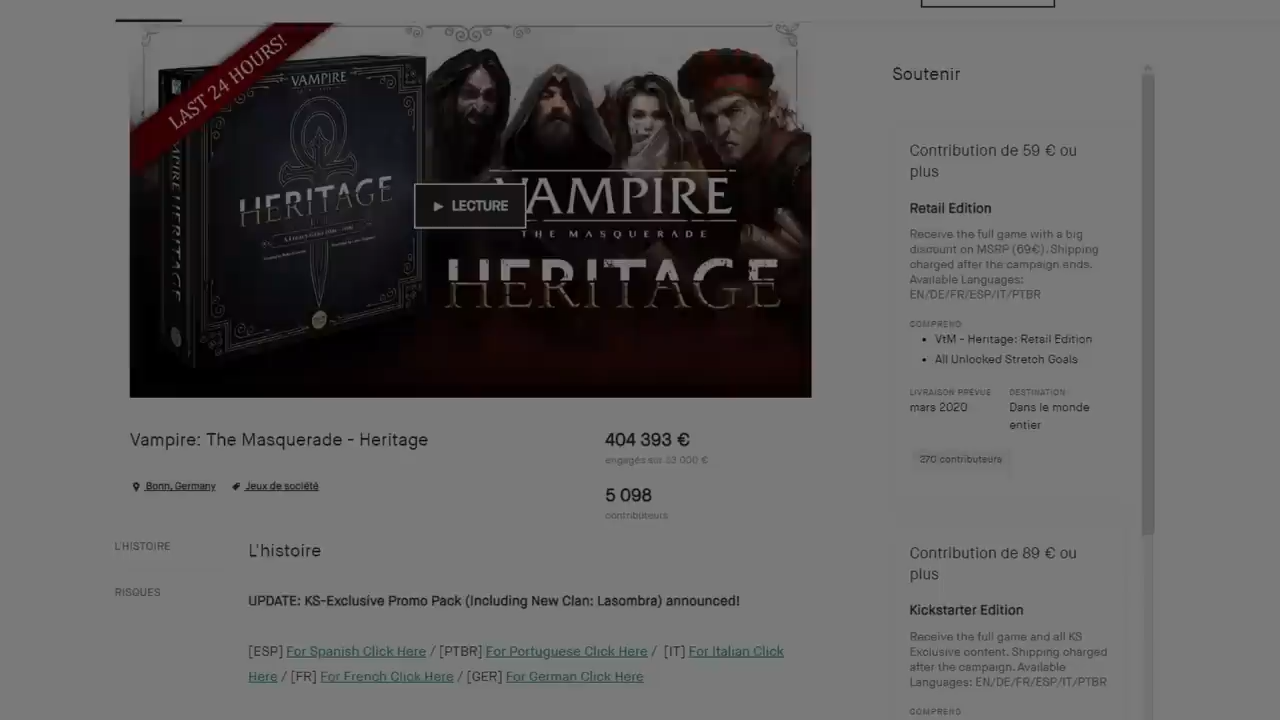 LAST 24 HOURS!
VAMPIRE
HERITAGE
VAMPIRE HERITAGE
LECTURE
VAMPIRE
THE MASQUERADE
HERITAGE
Vampire: The Masquerade - Heritage
Bonn, Germany
Jeux de société
404 393 €
engagés sur 33 000 €
5 098
contributeurs
L'HISTOIRE
RISQUES
L'histoire
UPDATE: KS-Exclusive Promo Pack (Including New Clan: Lasombra) announced!
[ESP] For Spanish Click Here / [PTBR] For Portuguese Click Here / [IT] For Italian Click
Here / [FR] For French Click Here / [GER] For German Click Here
Soutenir
Contribution de 59 € ou
plus
Retail Edition
Receive the full game with a big
discount on MSRP (69€). Shipping
charged after the campaign ends.
Available Languages:
EN/DE/FR/ESP/IT/PTBR
COMPREND
• VtM - Heritage: Retail Edition
• All Unlocked Stretch Goals
LIVRAISON PRÉVUE
mars 2020
DESTINATION
Dans le monde
entier
270 contributeurs
Contribution de 89 € ou
plus
Kickstarter Edition
Receive the full game and all KS
Exclusive content. Shipping charged
after the campaign. Available
Languages: EN/DE/FR/ESP/IT/PTBR
COMPREND